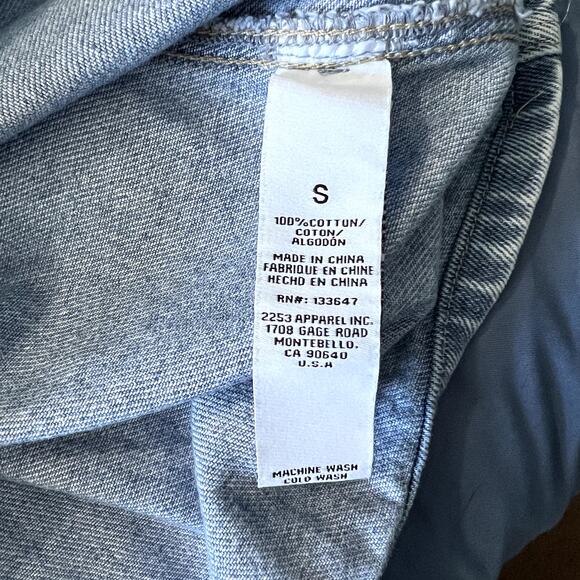 S
100%COTTON/
COTON/
ALGODÓN
MADE IN CHINA
FABRIQUE EN CHINE
HECHO EN CHINA
RN#: 133647
2253 APPAREL INC.
1708 GAGE ROAD
MONTEBELLO,
CA 90640
U.S.A
MACHINE WASH
COLD WASH